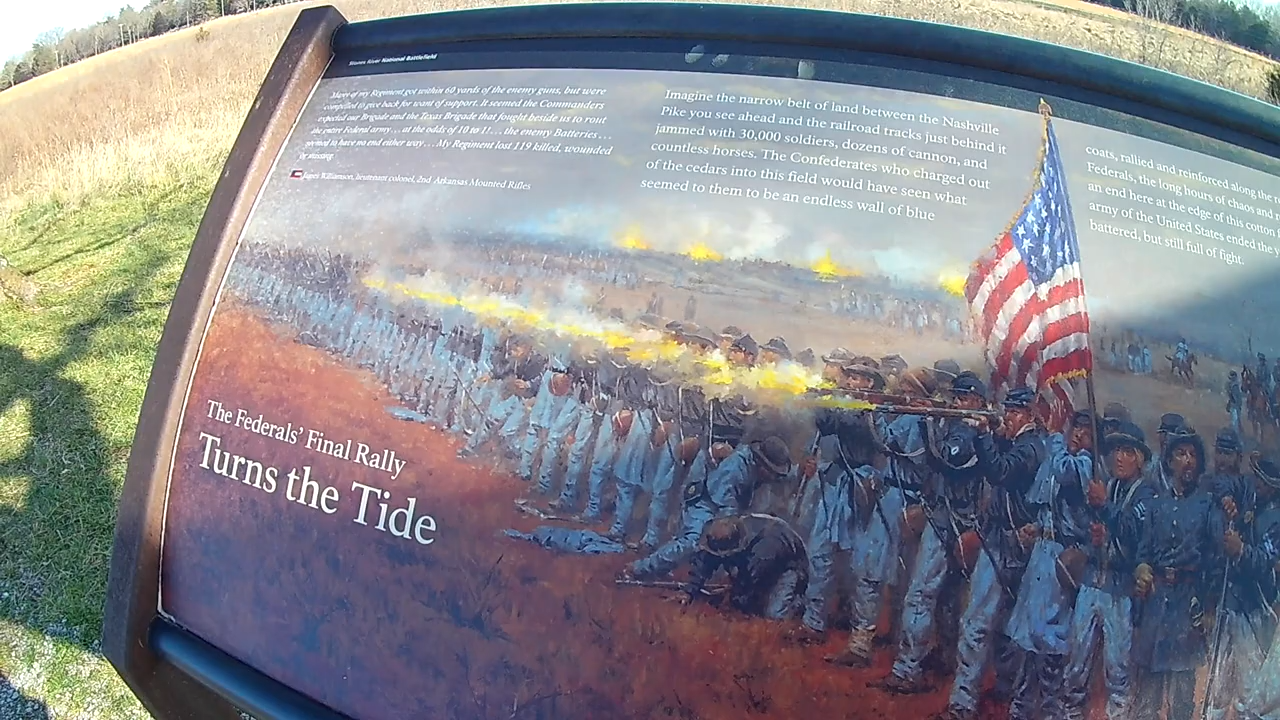 Stones River National Battlefield
Many of my Regiment got within 60 yards of the enemy guns, but were
compelled to give back for want of support. It seemed the Commanders
expected our Brigade and the Texas Brigade that fought beside us to rout
the entire Federal army . . . at the odds of 10 to 1! . . . the enemy Batteries . . .
seemed to have no end either way . . . My Regiment lost 119 killed, wounded
or missing.
James Williamson, lieutenant colonel, 2nd Arkansas Mounted Rifles
Imagine the narrow belt of land between the Nashville
Pike you see ahead and the railroad tracks just behind it
jammed with 30,000 soldiers, dozens of cannon, and
countless horses. The Confederates who charged out
of the cedars into this field would have seen what
seemed to them to be an endless wall of blue
coats, rallied and reinforced along the
Federals, the long hours of chaos and
an end here at the edge of this cotton
army of the United States ended the
battered, but still full of fight.
The Federals' Final Rally
Turns the Tide